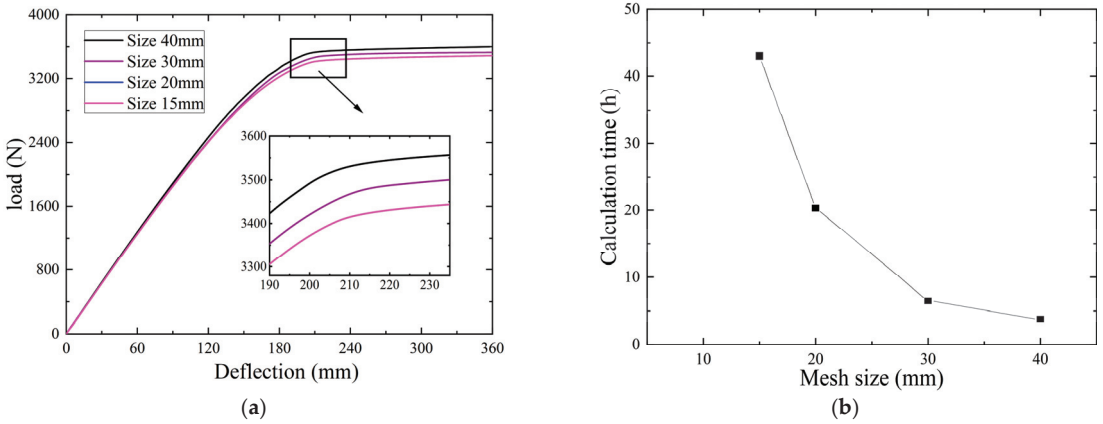 4000
3200
2400
1600
800
0
load (N)
Size 40mm
Size 30mm
Size 20mm
Size 15mm
3600
3500
3400
3300
190 200 210 220 230
0 60 120 180 240 300 360
Deflection (mm)
(a)
50
40
30
20
10
0
Calculation time (h)
10 20 30 40
Mesh size (mm)
(b)